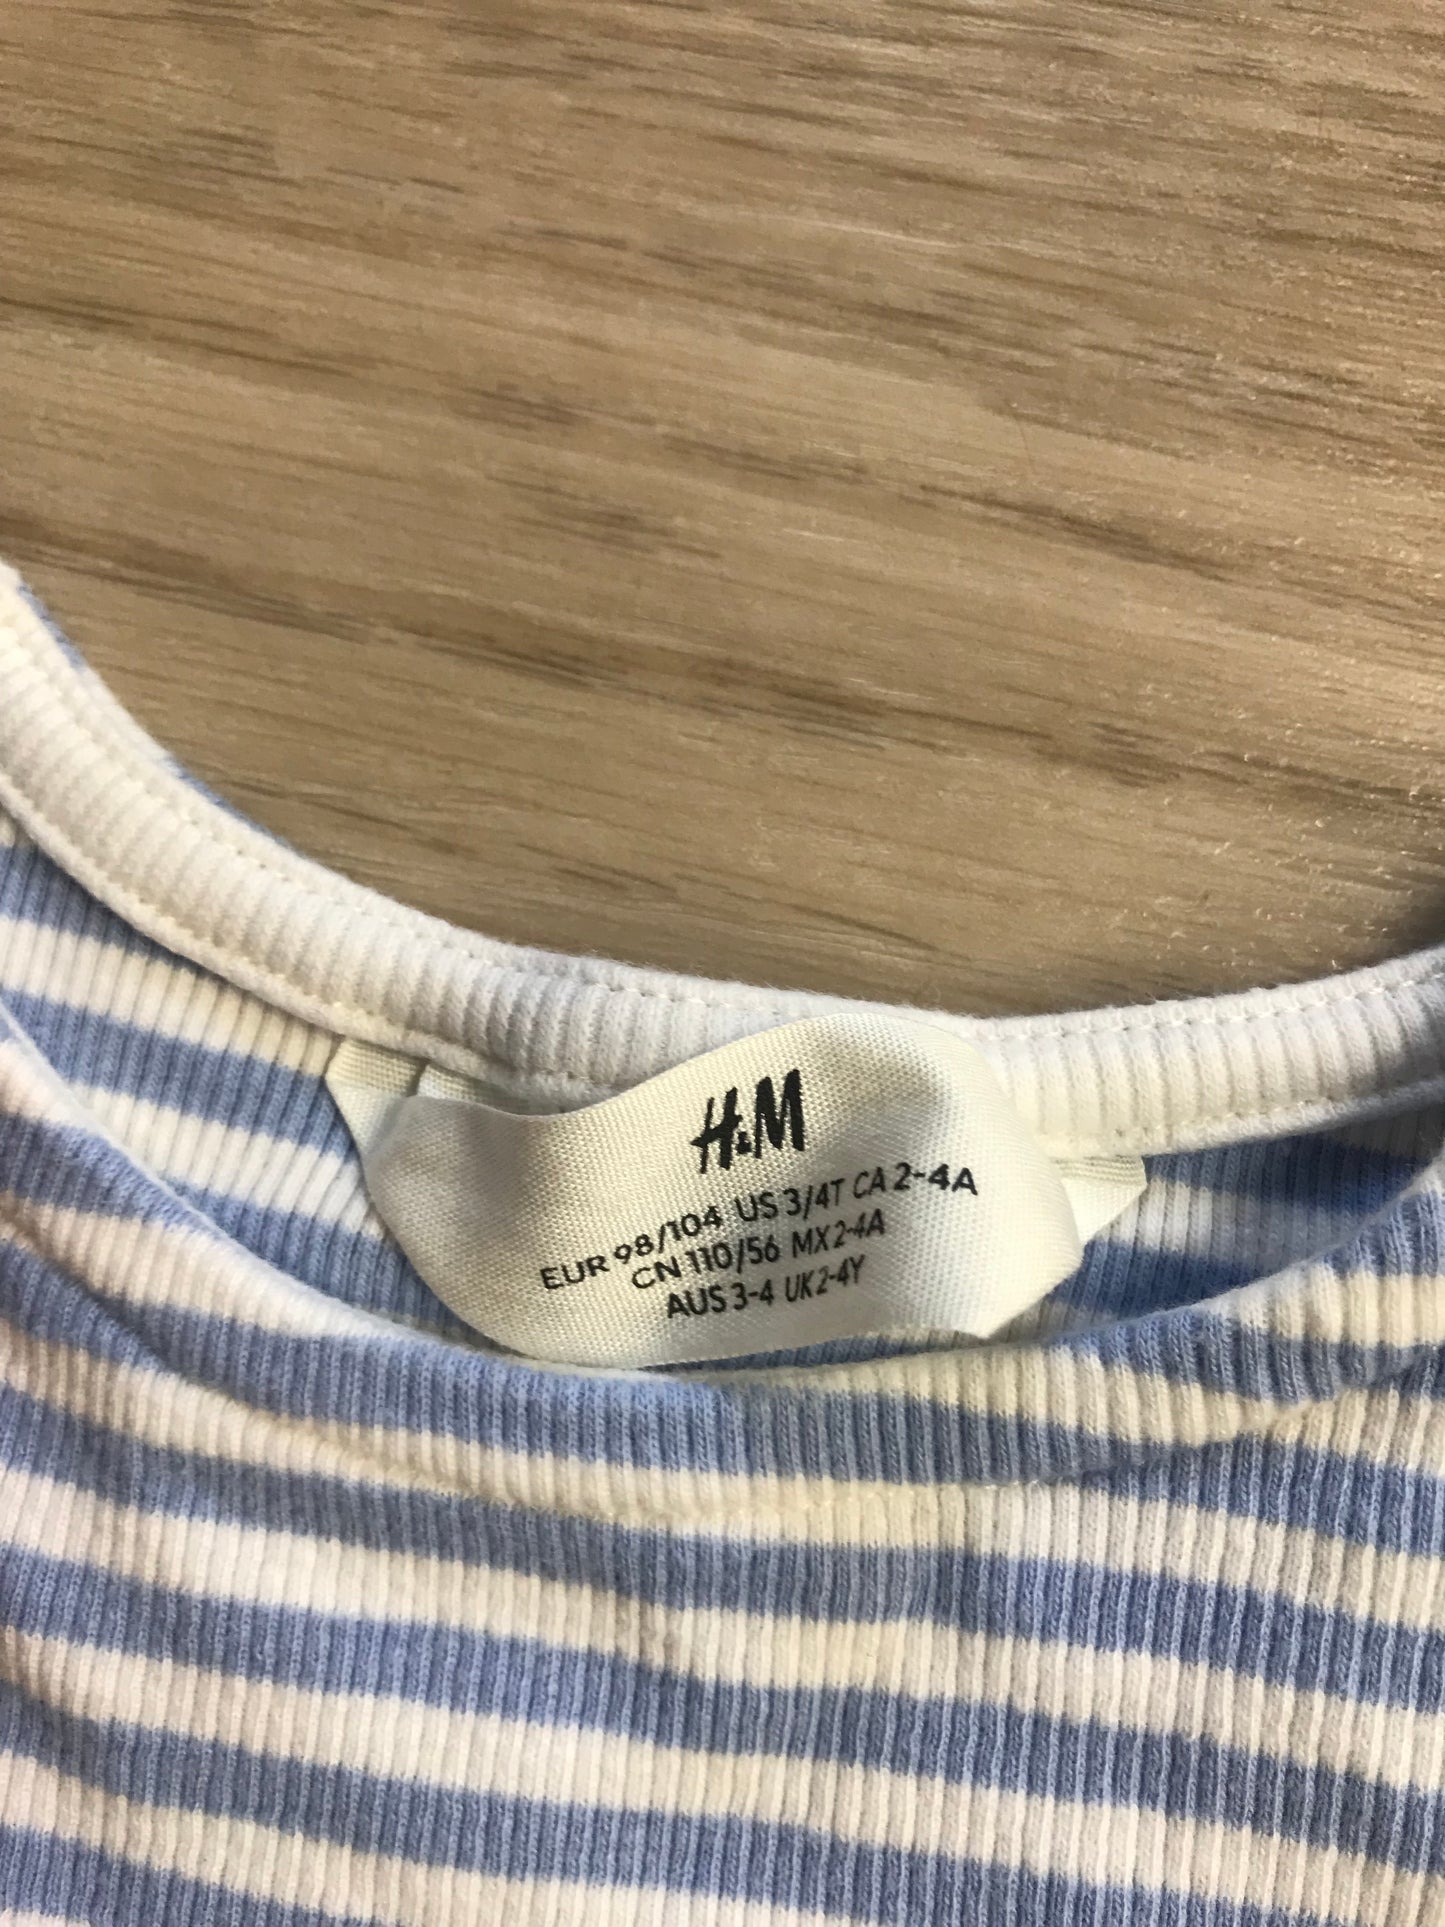 H&M
EUR 98/104 US 3/4T CA 2-4A
CN 110/56 MX 2-4A
AUS 3-4 UK 2-4Y